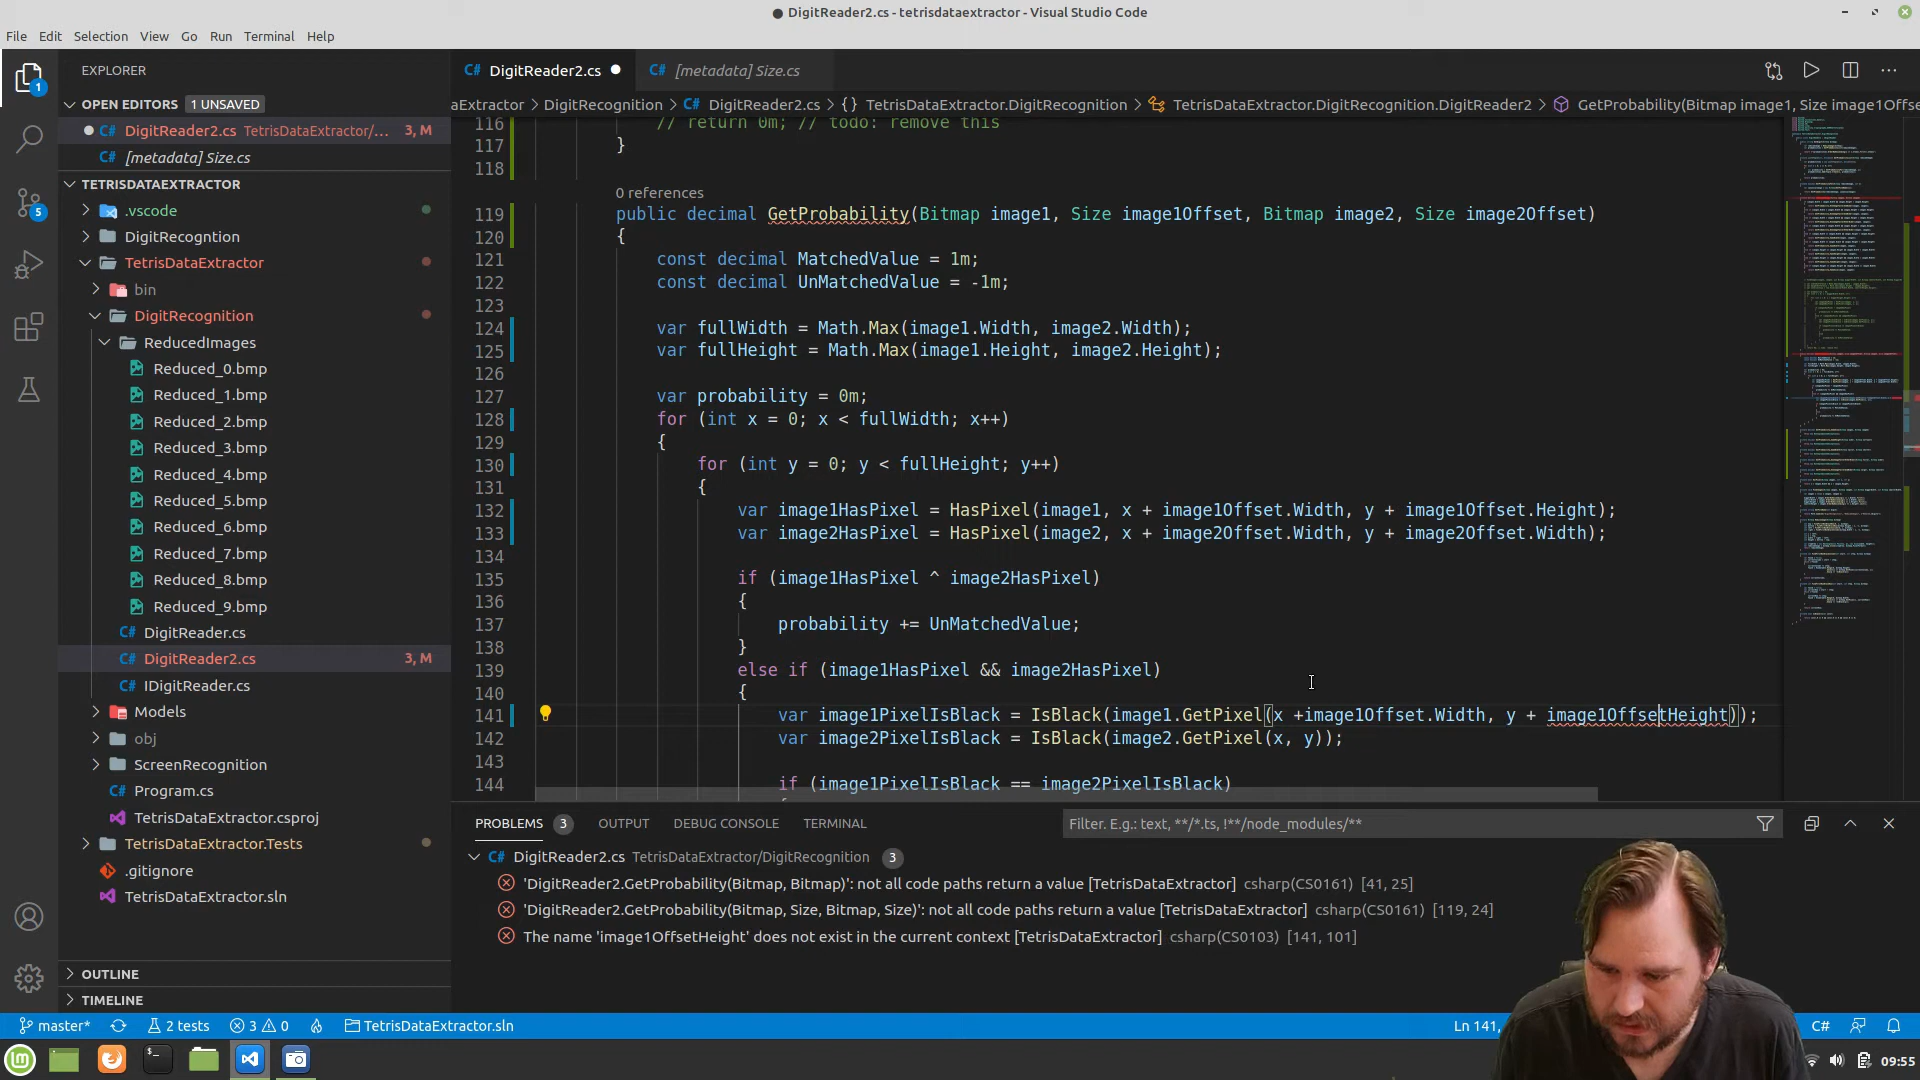 DigitReader2.cs - tetrisdataextractor - Visual Studio Code
File Edit Selection View Go Run Terminal Help
EXPLORER
OPEN EDITORS 1 UNSAVED
DigitReader2.cs TetrisDataExtractor/... 3, M
[metadata] Size.cs
TETRISDATAEXTRACTOR
.vscode
DigitRecogntion
TetrisDataExtractor
bin
DigitRecognition
ReducedImages
Reduced_0.bmp
Reduced_1.bmp
Reduced_2.bmp
Reduced_3.bmp
Reduced_4.bmp
Reduced_5.bmp
Reduced_6.bmp
Reduced_7.bmp
Reduced_8.bmp
Reduced_9.bmp
C# DigitReader.cs
C# DigitReader2.cs 3, M
C# IDigitReader.cs
Models
obj
ScreenRecognition
C# Program.cs
TetrisDataExtractor.csproj
TetrisDataExtractor.Tests
.gitignore
TetrisDataExtractor.sln
OUTLINE
TIMELINE
1
5
C# DigitReader2.cs C# [metadata] Size.cs
aExtractor > DigitRecognition > C# DigitReader2.cs > {} TetrisDataExtractor.DigitRecognition > TetrisDataExtractor.DigitRecognition.DigitReader2 > GetProbability(Bitmap image1, Size image1Offse
116 // return 0m; // todo: remove this
117 }
118
0 references
119 public decimal GetProbability(Bitmap image1, Size image1Offset, Bitmap image2, Size image2Offset)
120 {
121 const decimal MatchedValue = 1m;
122 const decimal UnMatchedValue = -1m;
123
124 var fullWidth = Math.Max(image1.Width, image2.Width);
125 var fullHeight = Math.Max(image1.Height, image2.Height);
126
127 var probability = 0m;
128 for (int x = 0; x < fullWidth; x++)
129 {
130 for (int y = 0; y < fullHeight; y++)
131 {
132 var image1HasPixel = HasPixel(image1, x + image1Offset.Width, y + image1Offset.Height);
133 var image2HasPixel = HasPixel(image2, x + image2Offset.Width, y + image2Offset.Width);
134
135 if (image1HasPixel ^ image2HasPixel)
136 {
137 probability += UnMatchedValue;
138 }
139 else if (image1HasPixel && image2HasPixel)
140 {
141 var image1PixelIsBlack = IsBlack(image1.GetPixel(x +image1Offset.Width, y + image1OffsetHeight));
142 var image2PixelIsBlack = IsBlack(image2.GetPixel(x, y));
143
144 if (image1PixelIsBlack == image2PixelIsBlack)
PROBLEMS 3 OUTPUT DEBUG CONSOLE TERMINAL Filter. E.g.: text, **/*.ts, !**/node_modules/**
C# DigitReader2.cs TetrisDataExtractor/DigitRecognition 3
'DigitReader2.GetProbability(Bitmap, Bitmap)': not all code paths return a value [TetrisDataExtractor] csharp(CS0161) [41, 25]
'DigitReader2.GetProbability(Bitmap, Size, Bitmap, Size)': not all code paths return a value [TetrisDataExtractor] csharp(CS0161) [119, 24]
The name 'image1OffsetHeight' does not exist in the current context [TetrisDataExtractor] csharp(CS0103) [141, 101]
master* 2 tests 3 0 TetrisDataExtractor.sln Ln 141, C#
09:55